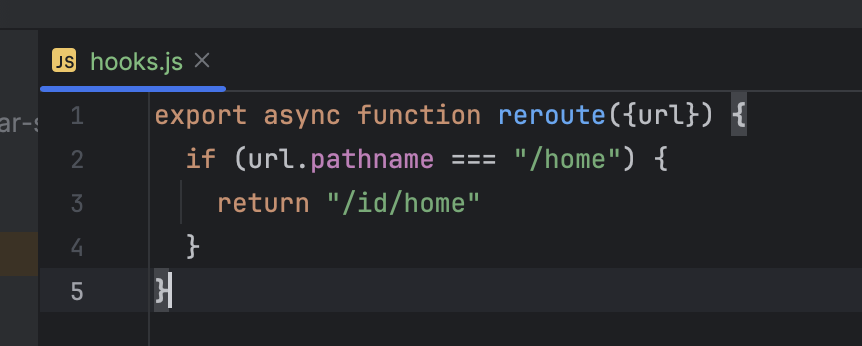 JS hooks.js
1 export async function reroute({url}) {
2 if (url.pathname === "/home") {
3 return "/id/home"
4 }
5 }